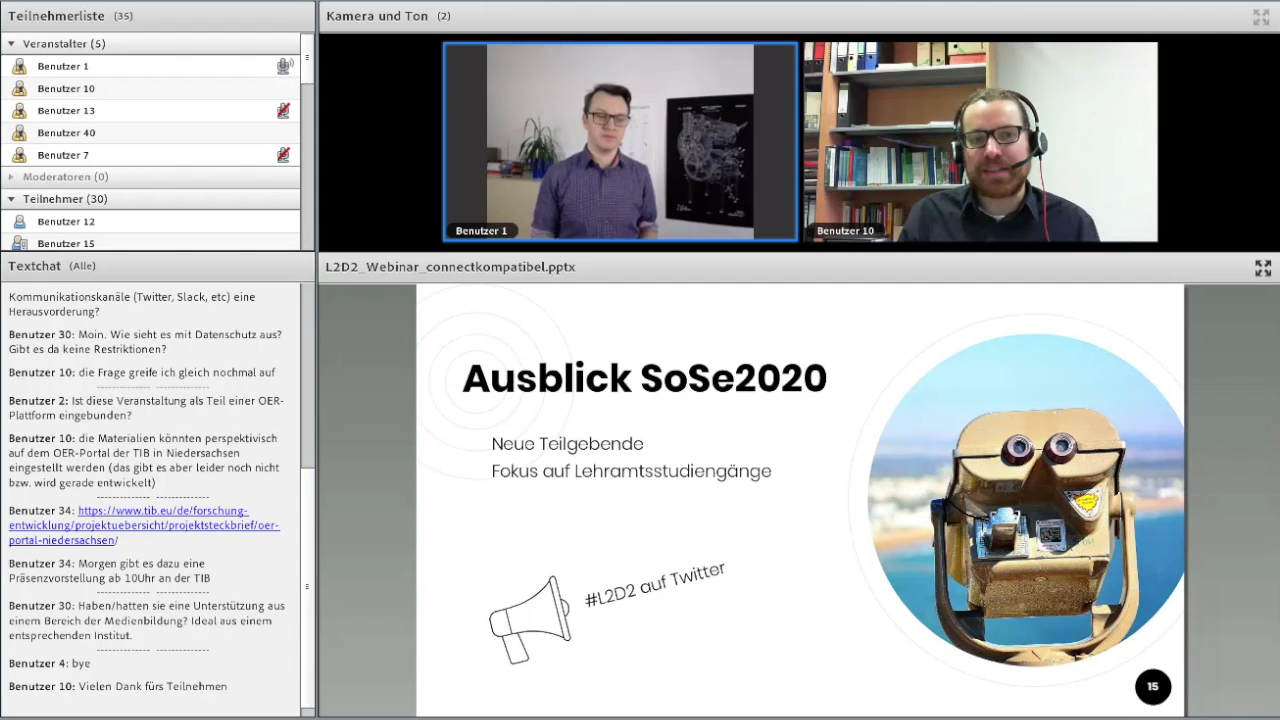 Teilnehmerliste (35)
Veranstalter (5)
Benutzer 1
Benutzer 10
Benutzer 13
Benutzer 40
Benutzer 7
Moderatoren (0)
Teilnehmer (30)
Benutzer 12
Benutzer 15
Textchat (Alle)
Kommunikationskanäle (Twitter, Slack, etc) eine
Herausvorderung?
Benutzer 30: Moin. Wie sieht es mit Datenschutz aus?
Gibt es da keine Restriktionen?
Benutzer 10: die Frage greife ich gleich nochmal auf
Benutzer 2: Ist diese Veranstaltung als Teil einer OER-
Plattform eingebunden?
Benutzer 10: die Materialien könnten perspektivisch
auf dem OER-Portal der TIB in Niedersachsen
eingestellt werden (das gibt es aber leider noch nicht
bzw. wird gerade entwickelt)
Benutzer 34: https://www.tib.eu/de/forschung-
entwicklung/projektuebersicht/projektsteckbrief/oer-
portal-niedersachsen/
Benutzer 34: Morgen gibt es dazu eine
Präsenzvorstellung ab 10Uhr an der TIB
Benutzer 30: Haben/hatten sie eine Unterstützung aus
einem Bereich der Medienbildung? Ideal aus einem
entsprechenden Institut.
Benutzer 4: bye
Benutzer 10: Vielen Dank fürs Teilnehmen
Kamera und Ton (2)
Benutzer 1
Benutzer 10
L2D2_Webinar_connectkompatibel.pptx
Ausblick SoSe2020
Neue Teilgebende
Fokus auf Lehramtsstudiengänge
#L2D2 auf Twitter
15